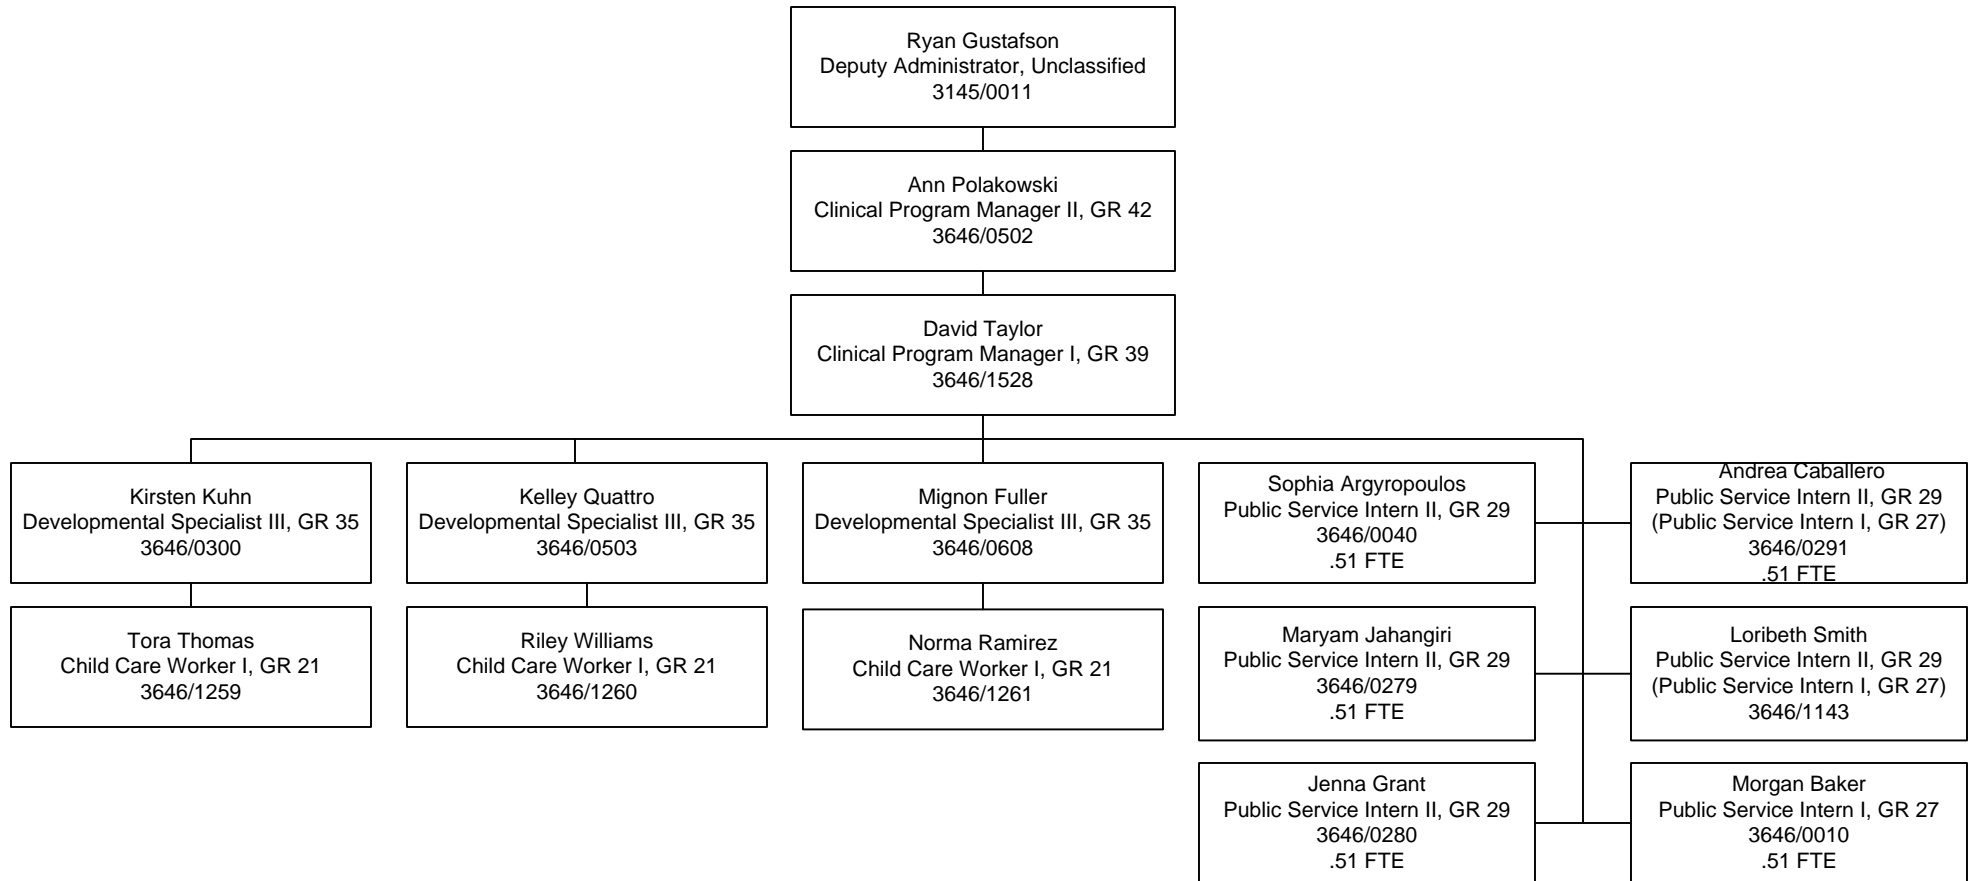 Ryan Gustafson
Deputy Administrator, Unclassified
3145/0011
Ann Polakowski
Clinical Program Manager II, GR 42
3646/0502
David Taylor
Clinical Program Manager I, GR 39
3646/1528
Kirsten Kuhn
Developmental Specialist III, GR 35
3646/0300
Kelley Quattro
Developmental Specialist III, GR 35
3646/0503
Mignon Fuller
Developmental Specialist III, GR 35
3646/0608
Sophia Argyropoulos
Public Service Intern II, GR 29
3646/0040
.51 FTE
Andrea Caballero
Public Service Intern II, GR 29
(Public Service Intern I, GR 27)
3646/0291
.51 FTE
Tora Thomas
Child Care Worker I, GR 21
3646/1259
Riley Williams
Child Care Worker I, GR 21
3646/1260
Norma Ramirez
Child Care Worker I, GR 21
3646/1261
Maryam Jahangiri
Public Service Intern II, GR 29
3646/0279
.51 FTE
Loribeth Smith
Public Service Intern II, GR 29
(Public Service Intern I, GR 27)
3646/1143
Jenna Grant
Public Service Intern II, GR 29
3646/0280
.51 FTE
Morgan Baker
Public Service Intern I, GR 27
3646/0010
.51 FTE